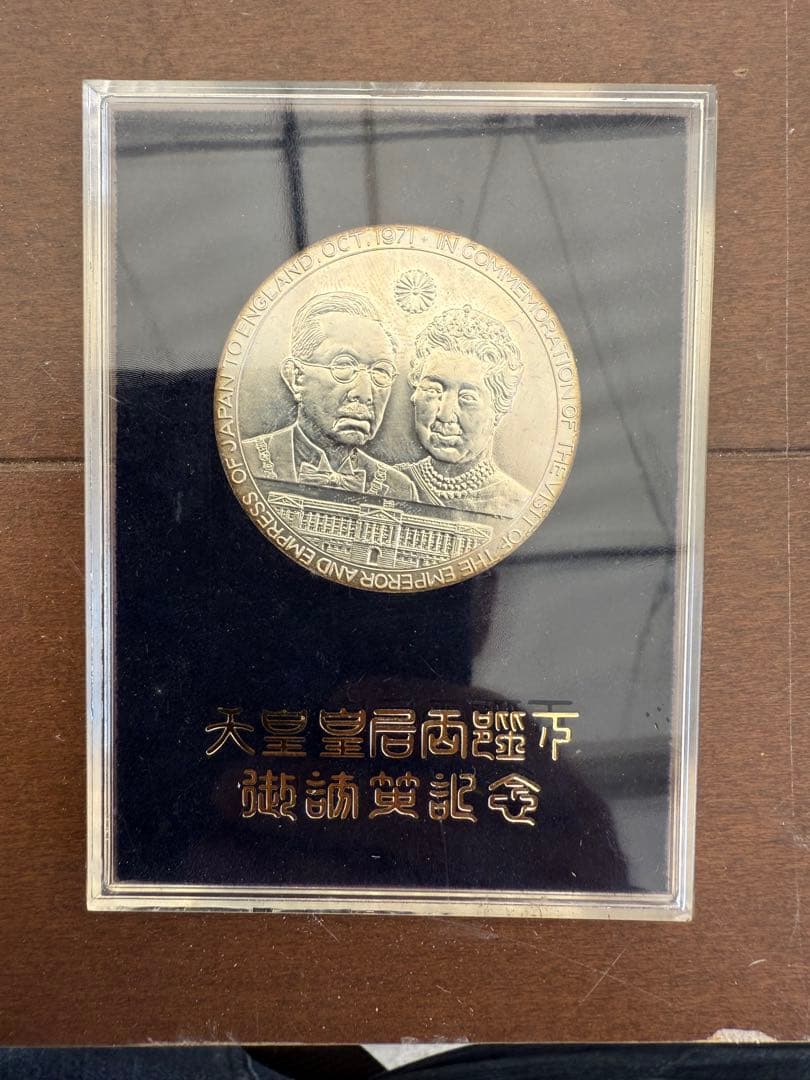 IN COMMEMORATION OF THE VISIT OF THE EMPEROR AND EMPRESS OF JAPAN TO ENGLAND, OCT. 1971 ·
天皇皇后両陛下
御訪英記念